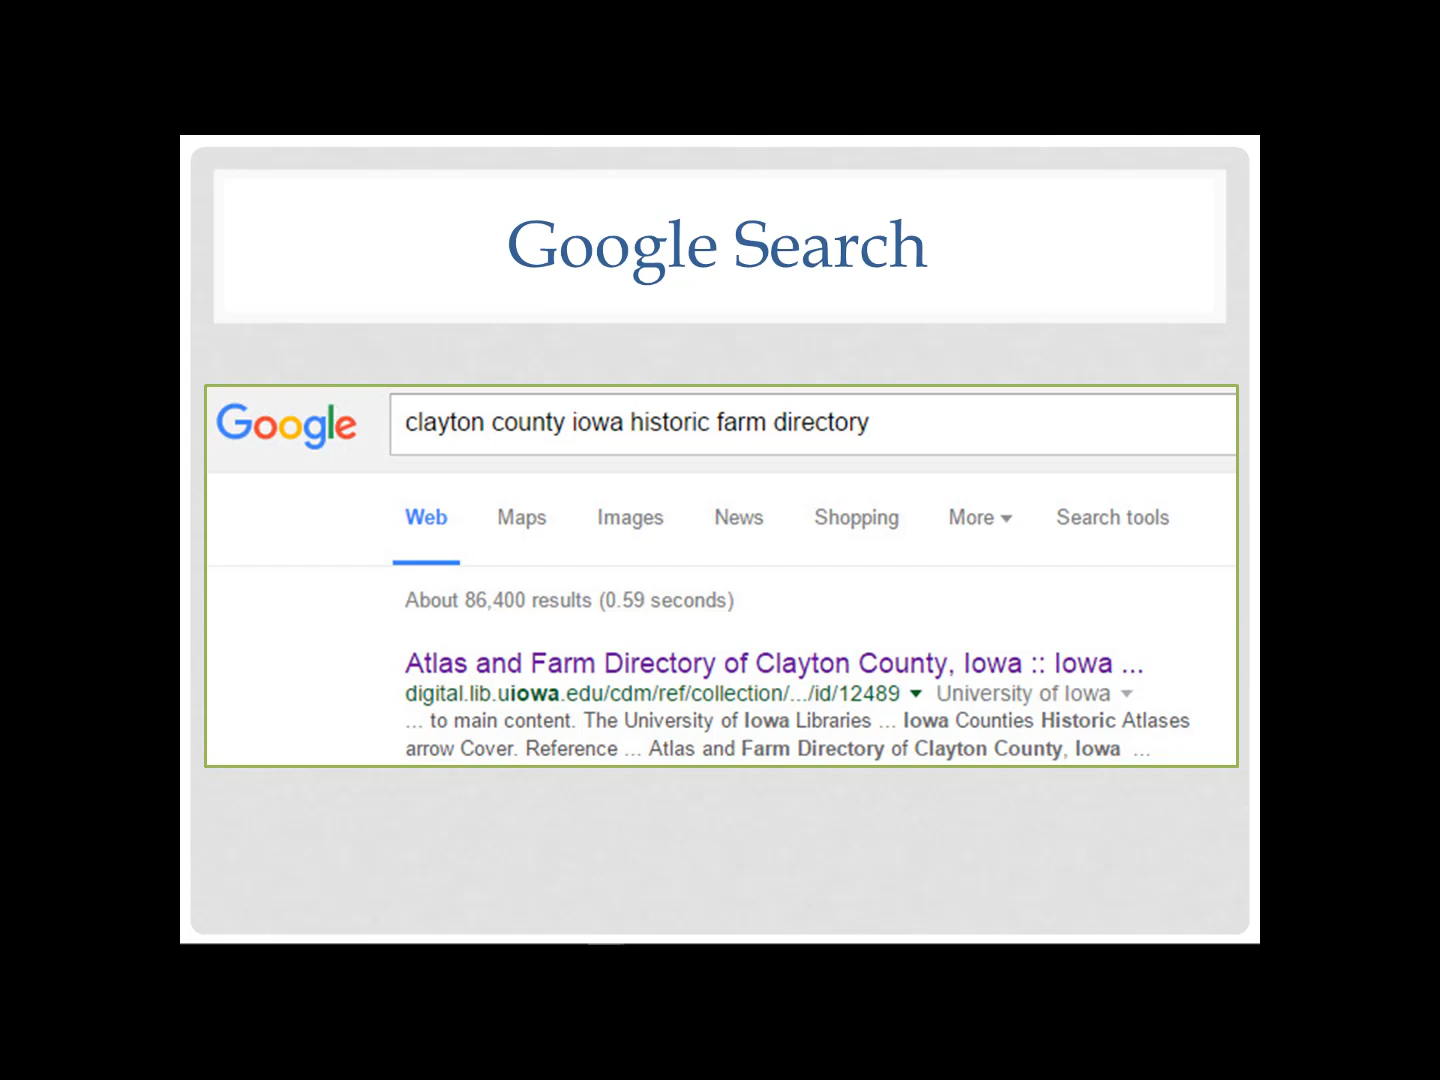 Google Search
Google
clayton county iowa historic farm directory
Web Maps Images News Shopping More Search tools
About 86,400 results (0.59 seconds)
Atlas and Farm Directory of Clayton County, Iowa :: Iowa ...
digital.lib.uiowa.edu/cdm/ref/collection/.../id/12489 University of Iowa
... to main content. The University of Iowa Libraries ... Iowa Counties Historic Atlases
arrow Cover. Reference ... Atlas and Farm Directory of Clayton County, Iowa ...